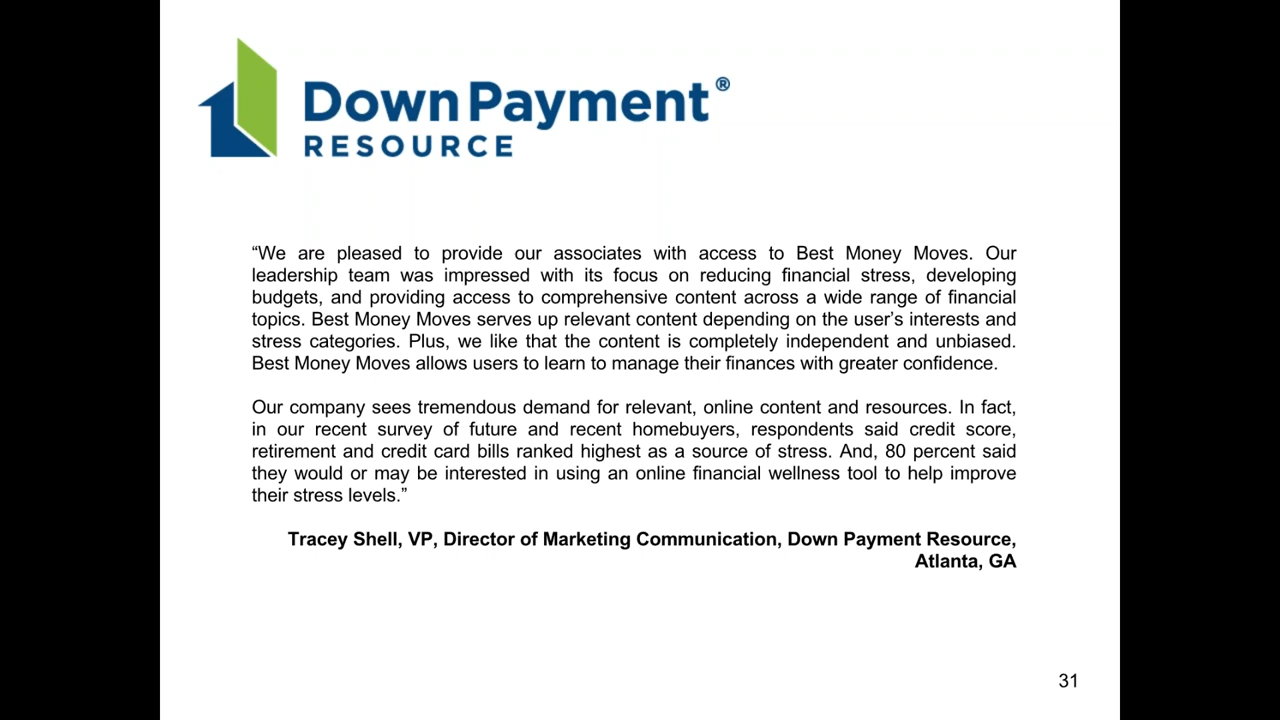 DownPayment®
RESOURCE
“We are pleased to provide our associates with access to Best Money Moves. Our
leadership team was impressed with its focus on reducing financial stress, developing
budgets, and providing access to comprehensive content across a wide range of financial
topics. Best Money Moves serves up relevant content depending on the user’s interests and
stress categories. Plus, we like that the content is completely independent and unbiased.
Best Money Moves allows users to learn to manage their finances with greater confidence.
Our company sees tremendous demand for relevant, online content and resources. In fact,
in our recent survey of future and recent homebuyers, respondents said credit score,
retirement and credit card bills ranked highest as a source of stress. And, 80 percent said
they would or may be interested in using an online financial wellness tool to help improve
their stress levels.”
Tracey Shell, VP, Director of Marketing Communication, Down Payment Resource,
Atlanta, GA
31